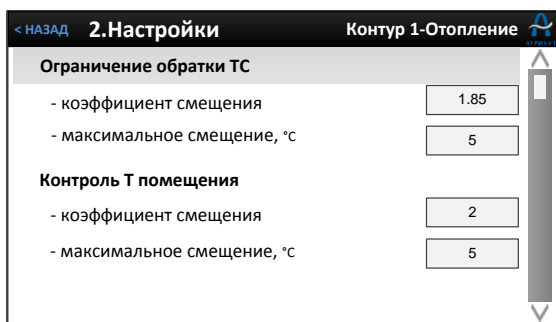 < НАЗАД 2.Настройки Контур 1-Отопление
АТРИБУТ
Ограничение обратки ТС
- коэффициент смещения 1.85
- максимальное смещение, °С 5
Контроль Т помещения
- коэффициент смещения 2
- максимальное смещение, °С 5